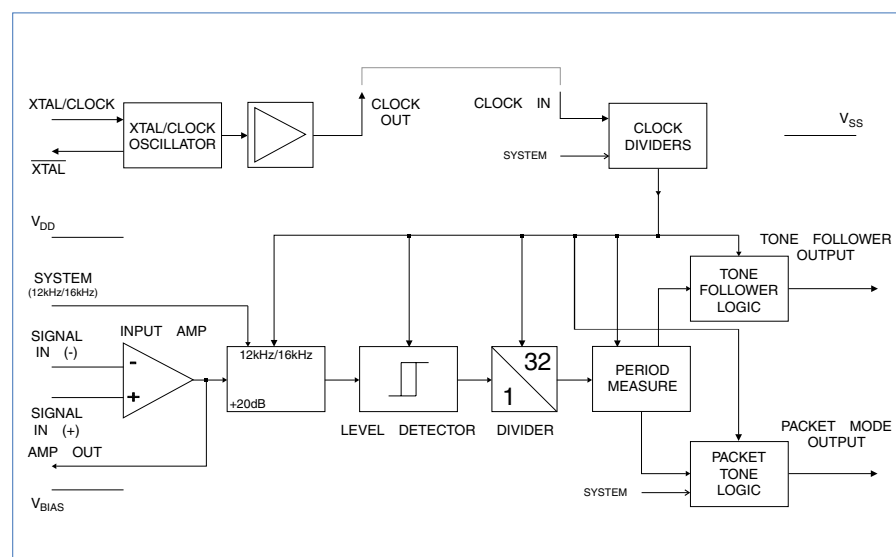 XTAL/CLOCK
XTAL
XTAL/CLOCK
OSCILLATOR
CLOCK
OUT
CLOCK IN
SYSTEM
CLOCK
DIVIDERS
VSS
VDD
SYSTEM
(12kHz/16kHz)
SIGNAL
IN (-)
INPUT AMP
-
+
SIGNAL
IN (+)
AMP OUT
VBIAS
12kHz/16kHz
+20dB
LEVEL DETECTOR
32
1
DIVIDER
PERIOD
MEASURE
TONE
FOLLOWER
LOGIC
TONE FOLLOWER
OUTPUT
PACKET MODE
OUTPUT
SYSTEM
PACKET
TONE
LOGIC